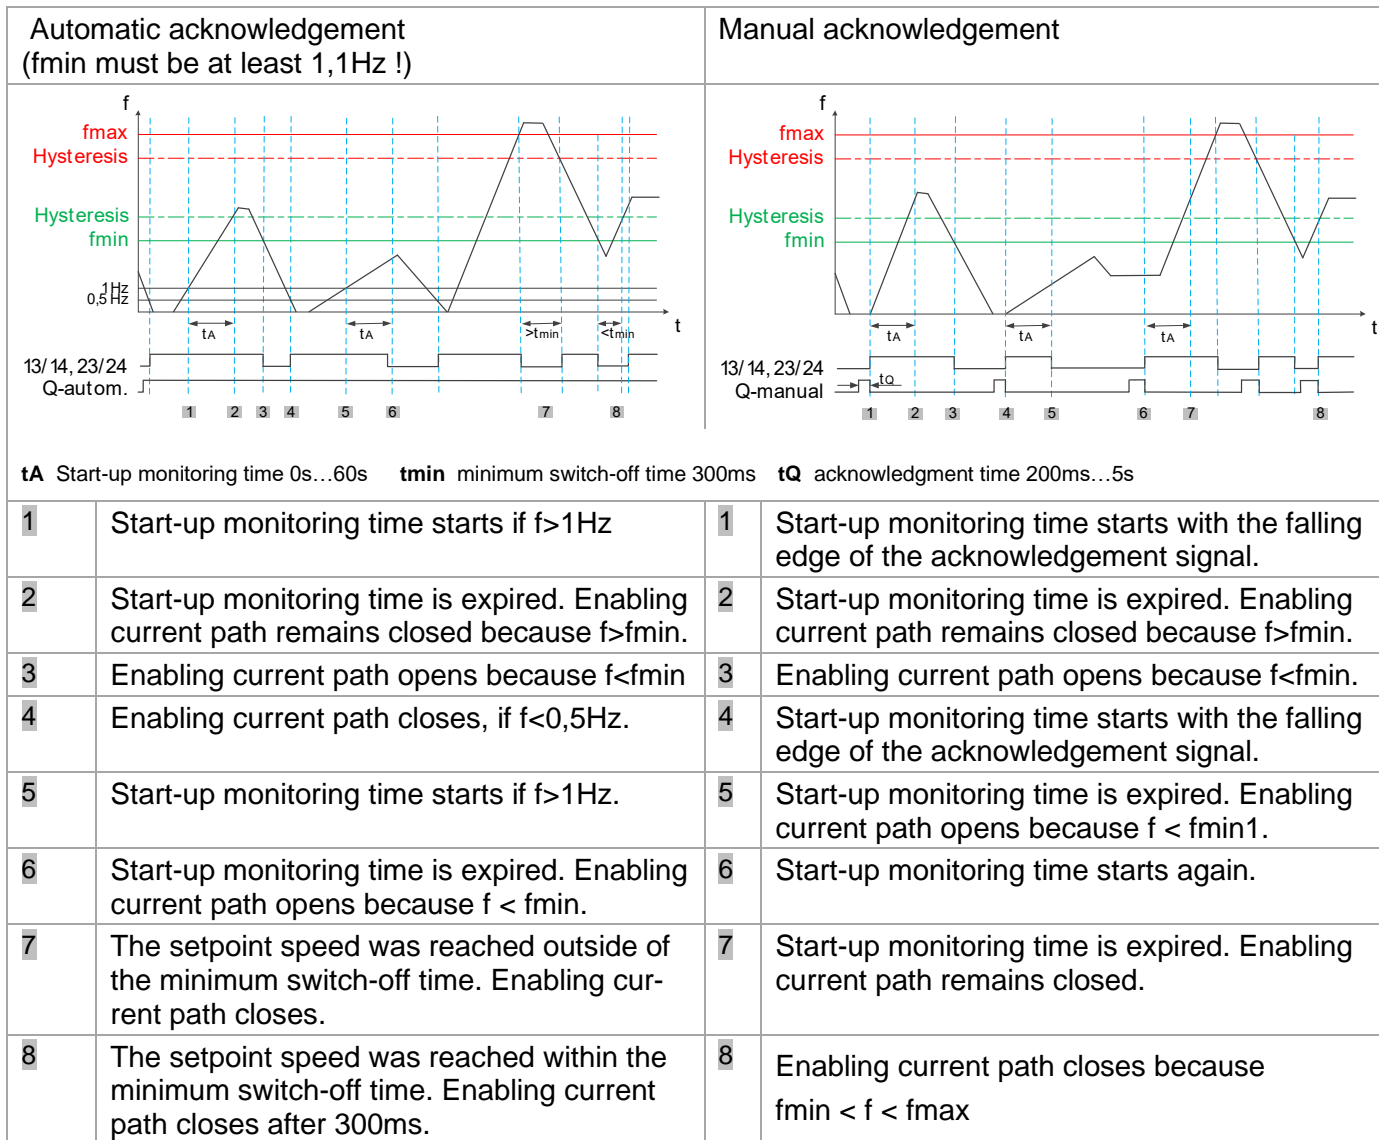 Automatic acknowledgement
(fmin must be at least 1,1Hz !)
Manual acknowledgement
f
fmax
Hysteresis
Hysteresis
fmin
1Hz
0,5 Hz
tA
tA
>tmin
<tmin
t
13/14, 23/24
Q-autom.
1 2 3 4 5 6 7 8
f
fmax
Hysteresis
Hysteresis
fmin
tA
tA
tA
t
13/14, 23/24
tQ
Q-manual
1 2 3 4 5 6 7 8
tA Start-up monitoring time 0s…60s tmin minimum switch-off time 300ms tQ acknowledgment time 200ms…5s
1 Start-up monitoring time starts if f>1Hz
1 Start-up monitoring time starts with the falling
edge of the acknowledgement signal.
2 Start-up monitoring time is expired. Enabling
current path remains closed because f>fmin.
2 Start-up monitoring time is expired. Enabling
current path remains closed because f>fmin.
3 Enabling current path opens because f<fmin
3 Enabling current path opens because f<fmin.
4 Enabling current path closes, if f<0,5Hz.
4 Start-up monitoring time starts with the falling
edge of the acknowledgement signal.
5 Start-up monitoring time starts if f>1Hz.
5 Start-up monitoring time is expired. Enabling
current path opens because f < fmin1.
6 Start-up monitoring time is expired. Enabling
current path opens because f < fmin.
6 Start-up monitoring time starts again.
7 The setpoint speed was reached outside of
the minimum switch-off time. Enabling cur-
rent path closes.
7 Start-up monitoring time is expired. Enabling
current path remains closed.
8 The setpoint speed was reached within the
minimum switch-off time. Enabling current
path closes after 300ms.
8 Enabling current path closes because
fmin < f < fmax